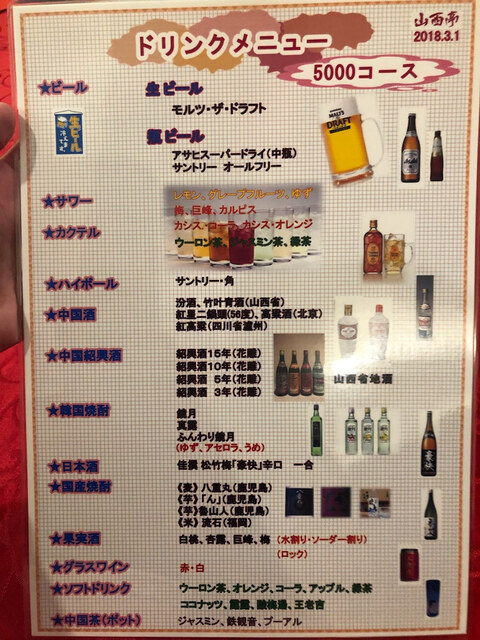 山西亭
2018.3.1
ドリンクメニュー
5000コース
★ビール
生ビール
モルツ・ザ・ドラフト
生ビール
瓶ビール
アサヒスーパードライ(中瓶)
サントリー オールフリー
★サワー
レモン、グレープフルーツ、ゆず
梅、巨峰、カルピス
★カクテル
カシス・コーラ、カシス・オレンジ
ウーロン茶、ジャスミン茶、緑茶
★ハイボール
サントリー・角
★中国酒
汾酒、竹叶青酒(山西省)
紅星二鍋頭(56度)、高粱酒(北京)
紅高粱(四川省瀘州)
★中国紹興酒
紹興酒15年(花雕)
紹興酒10年(花雕)
紹興酒 5年(花雕)
紹興酒 3年(花雕)
山西省地酒
★韓国焼酎
鏡月
真露
ふんわり鏡月
(ゆず、アセロラ、うめ)
★日本酒
佳撰 松竹梅「豪快」辛口 一合
★国産焼酎
《麦》 八重丸(鹿児島)
《芋》「ん」(鹿児島)
《芋》魯山人(鹿児島)
《米》 流石(福岡)
★果実酒
白桃、杏露、巨峰、梅 (水割り・ソーダー割り)
(ロック)
★グラスワイン
赤・白
★ソフトドリンク
ウーロン茶、オレンジ、コーラ、アップル、緑茶
ココナッツ、露露、酸梅湯、王老吉
★中国茶(ポット)
ジャスミン、鉄観音、プーアル
MALT'S
DRAFT
Asahi
豪快